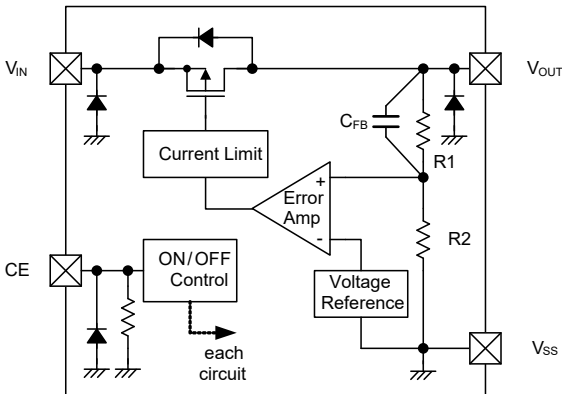 VIN
VOUT
CFB
R1
Current Limit
+
Error
Amp
-
R2
CE
ON/OFF
Control
Voltage
Reference
each
circuit
VSS